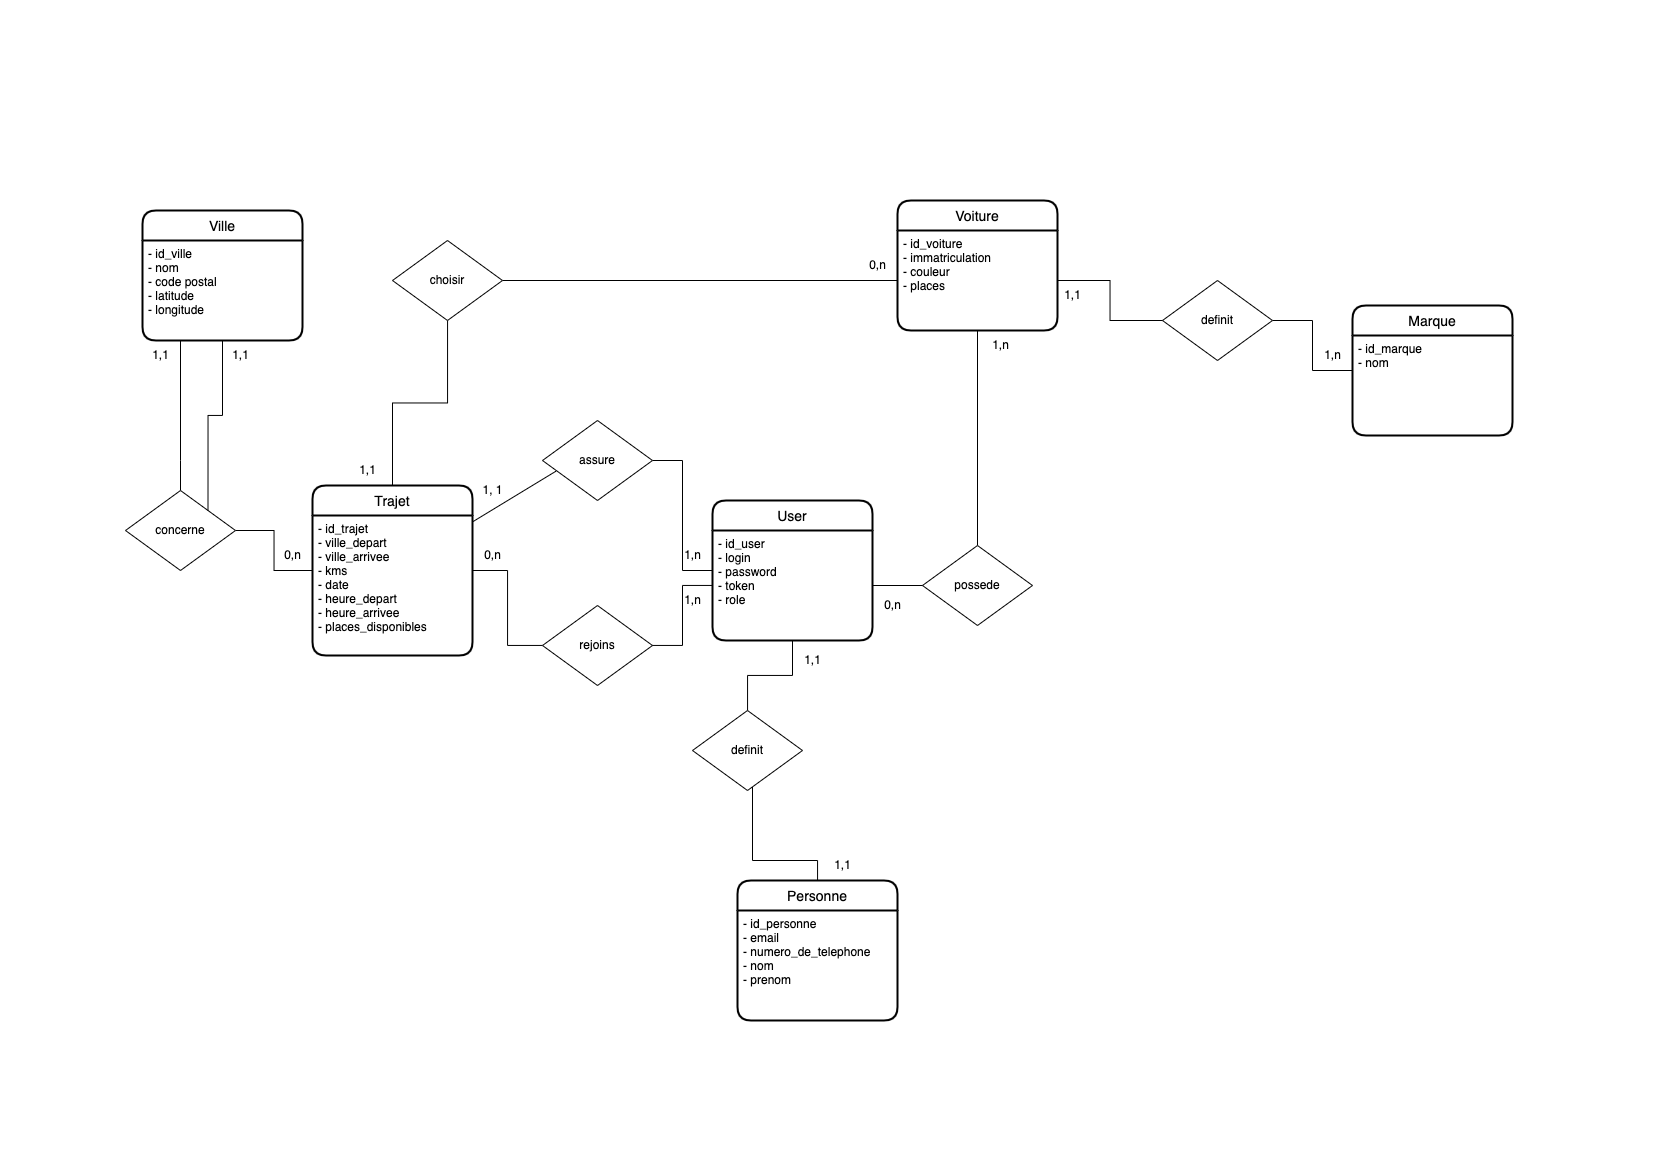 Ville
- id_ville
- nom
- code postal
- latitude
- longitude
1,1
1,1
choisir
0,n
Voiture
- id_voiture
- immatriculation
- couleur
- places
1,1
1,n
definit
1,n
Marque
- id_marque
- nom
concerne
0,n
1,1
Trajet
- id_trajet
- ville_depart
- ville_arrivee
- kms
- date
- heure_depart
- heure_arrivee
- places_disponibles
1, 1
assure
1,n
0,n
rejoins
1,n
User
- id_user
- login
- password
- token
- role
0,n
possede
1,1
definit
1,1
Personne
- id_personne
- email
- numero_de_telephone
- nom
- prenom